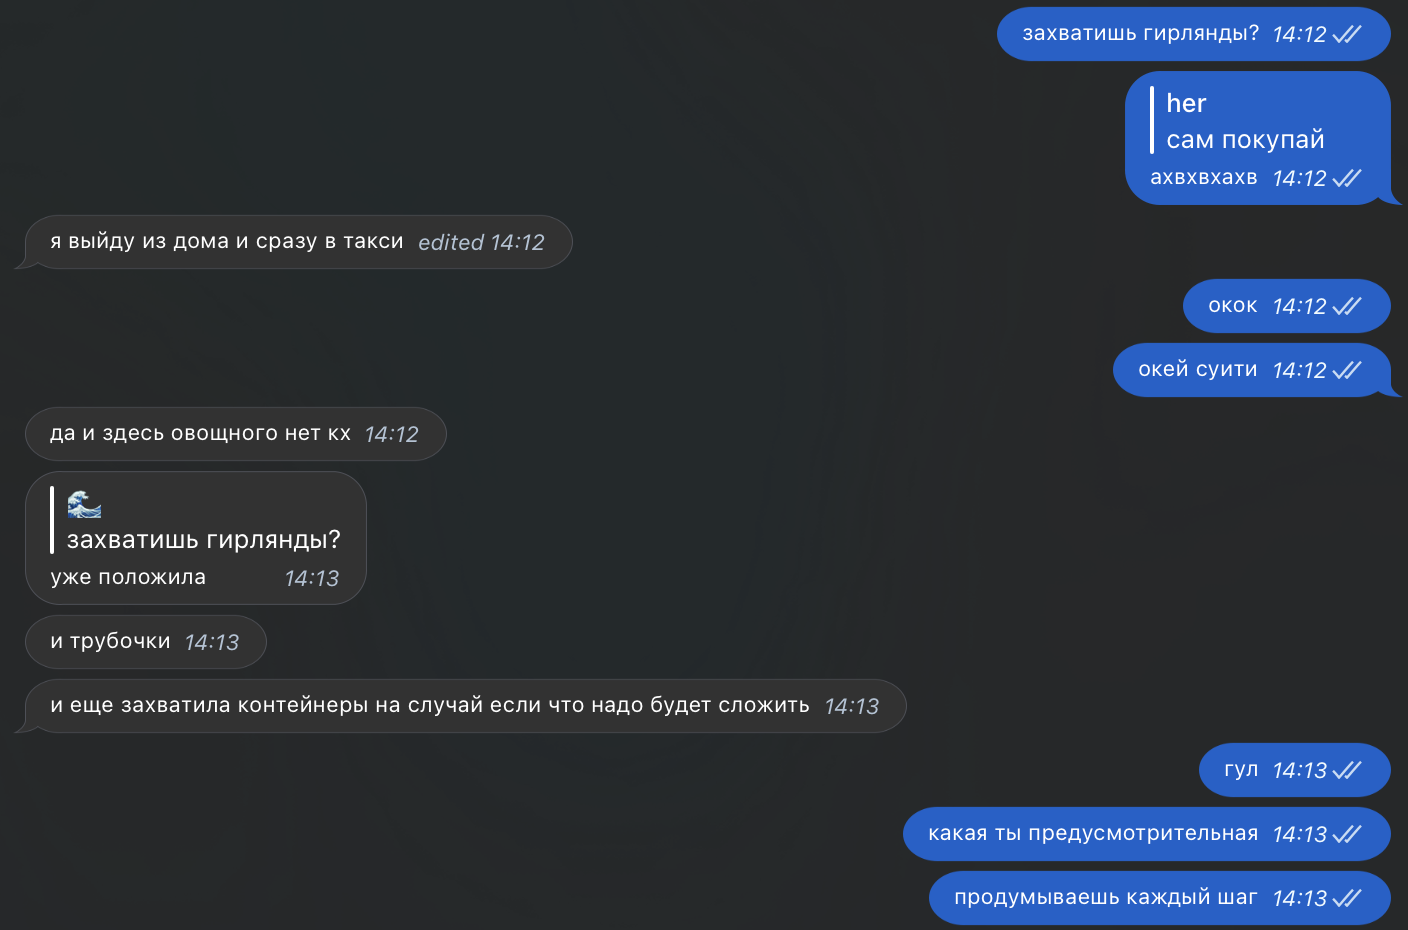 захватишь гирлянды? 14:12
her
сам покупай
ахвхвхахв 14:12
я выйду из дома и сразу в такси edited 14:12
окок 14:12
окей суити 14:12
да и здесь овощного нет кх 14:12
🌊
захватишь гирлянды?
уже положила 14:13
и трубочки 14:13
и еще захватила контейнеры на случай если что надо будет сложить 14:13
гул 14:13
какая ты предусмотрительная 14:13
продумываешь каждый шаг 14:13